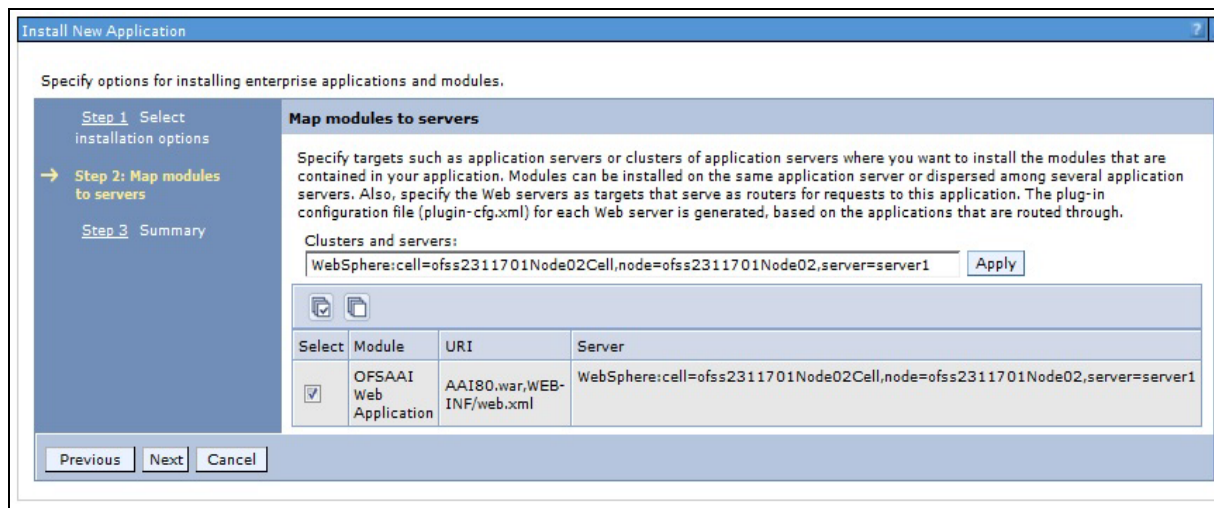 Install New Application
?
Specify options for installing enterprise applications and modules.
Step 1 Select
installation options
Step 2: Map modules
to servers
Step 3 Summary
Map modules to servers
Specify targets such as application servers or clusters of application servers where you want to install the modules that are
contained in your application. Modules can be installed on the same application server or dispersed among several application
servers. Also, specify the Web servers as targets that serve as routers for requests to this application. The plug-in
configuration file (plugin-cfg.xml) for each Web server is generated, based on the applications that are routed through.
Clusters and servers:
WebSphere:cell=ofss2311701Node02Cell,node=ofss2311701Node02,server=server1 Apply
Select Module URI Server
OFSAAI
Web
Application
AAI80.war,WEB-
INF/web.xml
WebSphere:cell=ofss2311701Node02Cell,node=ofss2311701Node02,server=server1
Previous Next Cancel